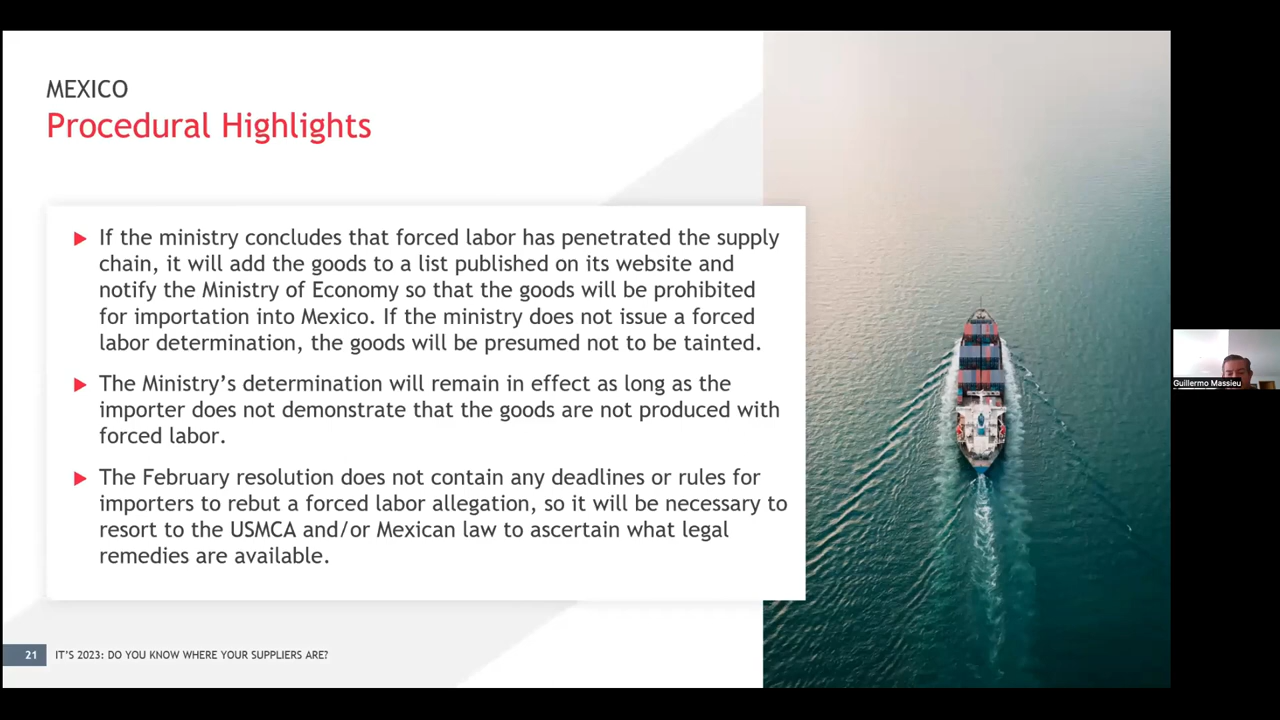 MEXICO
Procedural Highlights
If the ministry concludes that forced labor has penetrated the supply
chain, it will add the goods to a list published on its website and
notify the Ministry of Economy so that the goods will be prohibited
for importation into Mexico. If the ministry does not issue a forced
labor determination, the goods will be presumed not to be tainted.
The Ministry's determination will remain in effect as long as the
importer does not demonstrate that the goods are not produced with
forced labor.
The February resolution does not contain any deadlines or rules for
importers to rebut a forced labor allegation, so it will be necessary to
resort to the USMCA and/or Mexican law to ascertain what legal
remedies are available.
21 IT'S 2023: DO YOU KNOW WHERE YOUR SUPPLIERS ARE?
Guillermo Massieu